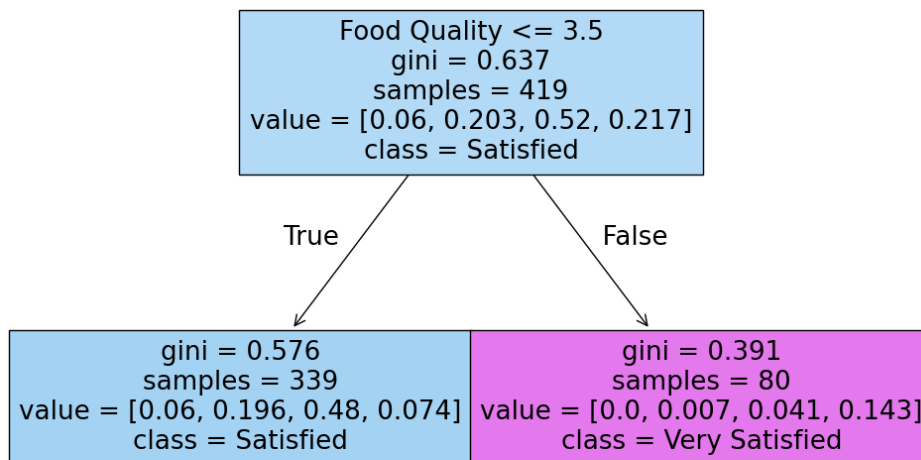 Food Quality <= 3.5
gini = 0.637
samples = 419
value = [0.06, 0.203, 0.52, 0.217]
class = Satisfied
True
False
gini = 0.576
samples = 339
value = [0.06, 0.196, 0.48, 0.074]
class = Satisfied
gini = 0.391
samples = 80
value = [0.0, 0.007, 0.041, 0.143]
class = Very Satisfied